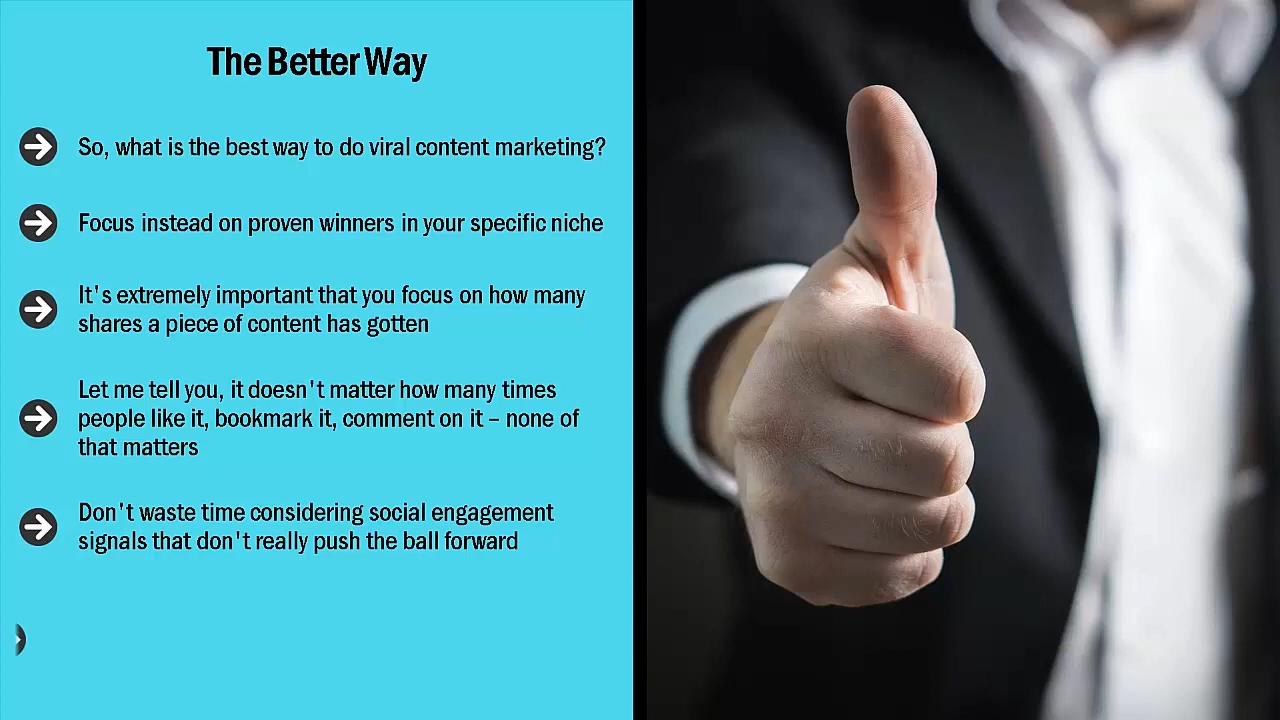 The Better Way
So, what is the best way to do viral content marketing?
Focus instead on proven winners in your specific niche
It's extremely important that you focus on how many
shares a piece of content has gotten
Let me tell you, it doesn't matter how many times
people like it, bookmark it, comment on it – none of
that matters
Don't waste time considering social engagement
signals that don't really push the ball forward